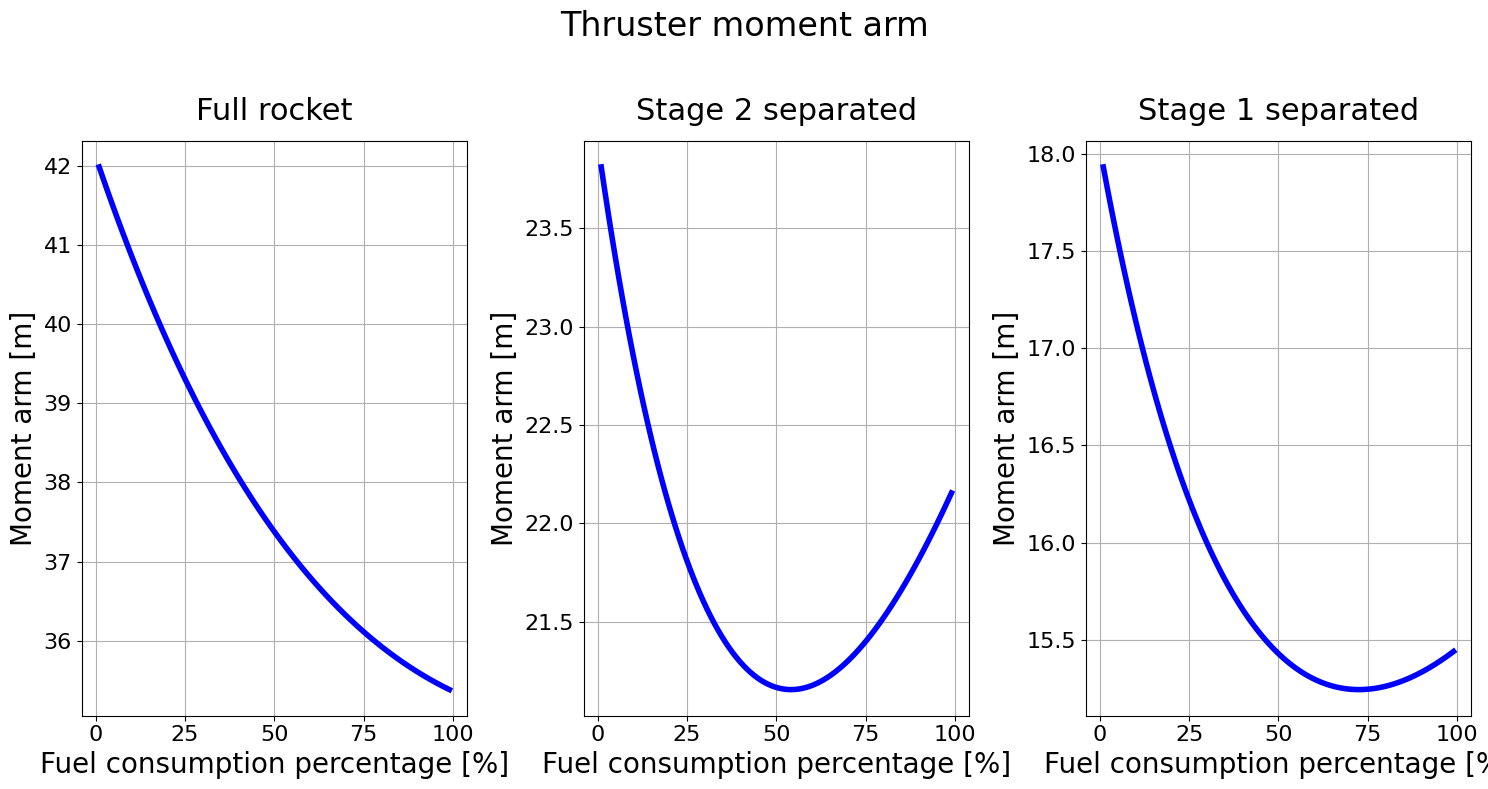 Thruster moment arm
Full rocket
Moment arm [m]
42
41
40
39
38
37
36
0 25 50 75 100
Fuel consumption percentage [%]
Stage 2 separated
Moment arm [m]
23.5
23.0
22.5
22.0
21.5
0 25 50 75 100
Fuel consumption percentage [%]
Stage 1 separated
Moment arm [m]
18.0
17.5
17.0
16.5
16.0
15.5
0 25 50 75 100
Fuel consumption percentage [%